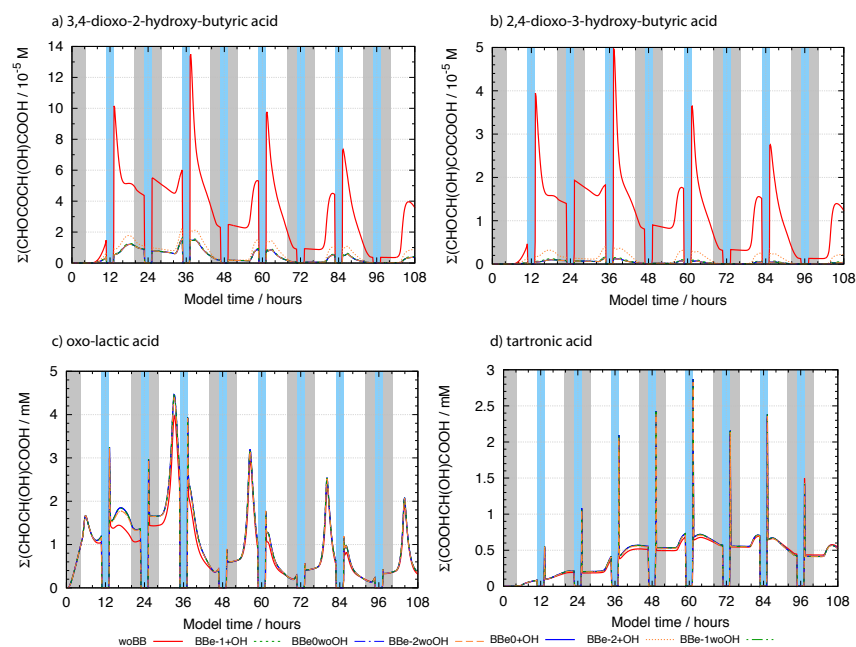 a) 3,4-dioxo-2-hydroxy-butyric acid
Σ(CHOCOCH(OH)COOH / 10⁻⁵ M
14
12
10
8
6
4
2
0
0 12 24 36 48 60 72 84 96 108
Model time / hours
b) 2,4-dioxo-3-hydroxy-butyric acid
Σ(CHOCH(OH)COCOOH / 10⁻⁵ M
5
4
3
2
1
0
0 12 24 36 48 60 72 84 96 108
Model time / hours
c) oxo-lactic acid
Σ(CHOCH(OH)COOH / mM
5
4
3
2
1
0
0 12 24 36 48 60 72 84 96 108
Model time / hours
d) tartronic acid
Σ(COOHCH(OH)COOH / mM
3
2.5
2
1.5
1
0.5
0
0 12 24 36 48 60 72 84 96 108
Model time / hours
woBB BBe-1+OH BBe0woOH BBe-2woOH BBe0+OH BBe-2+OH BBe-1woOH